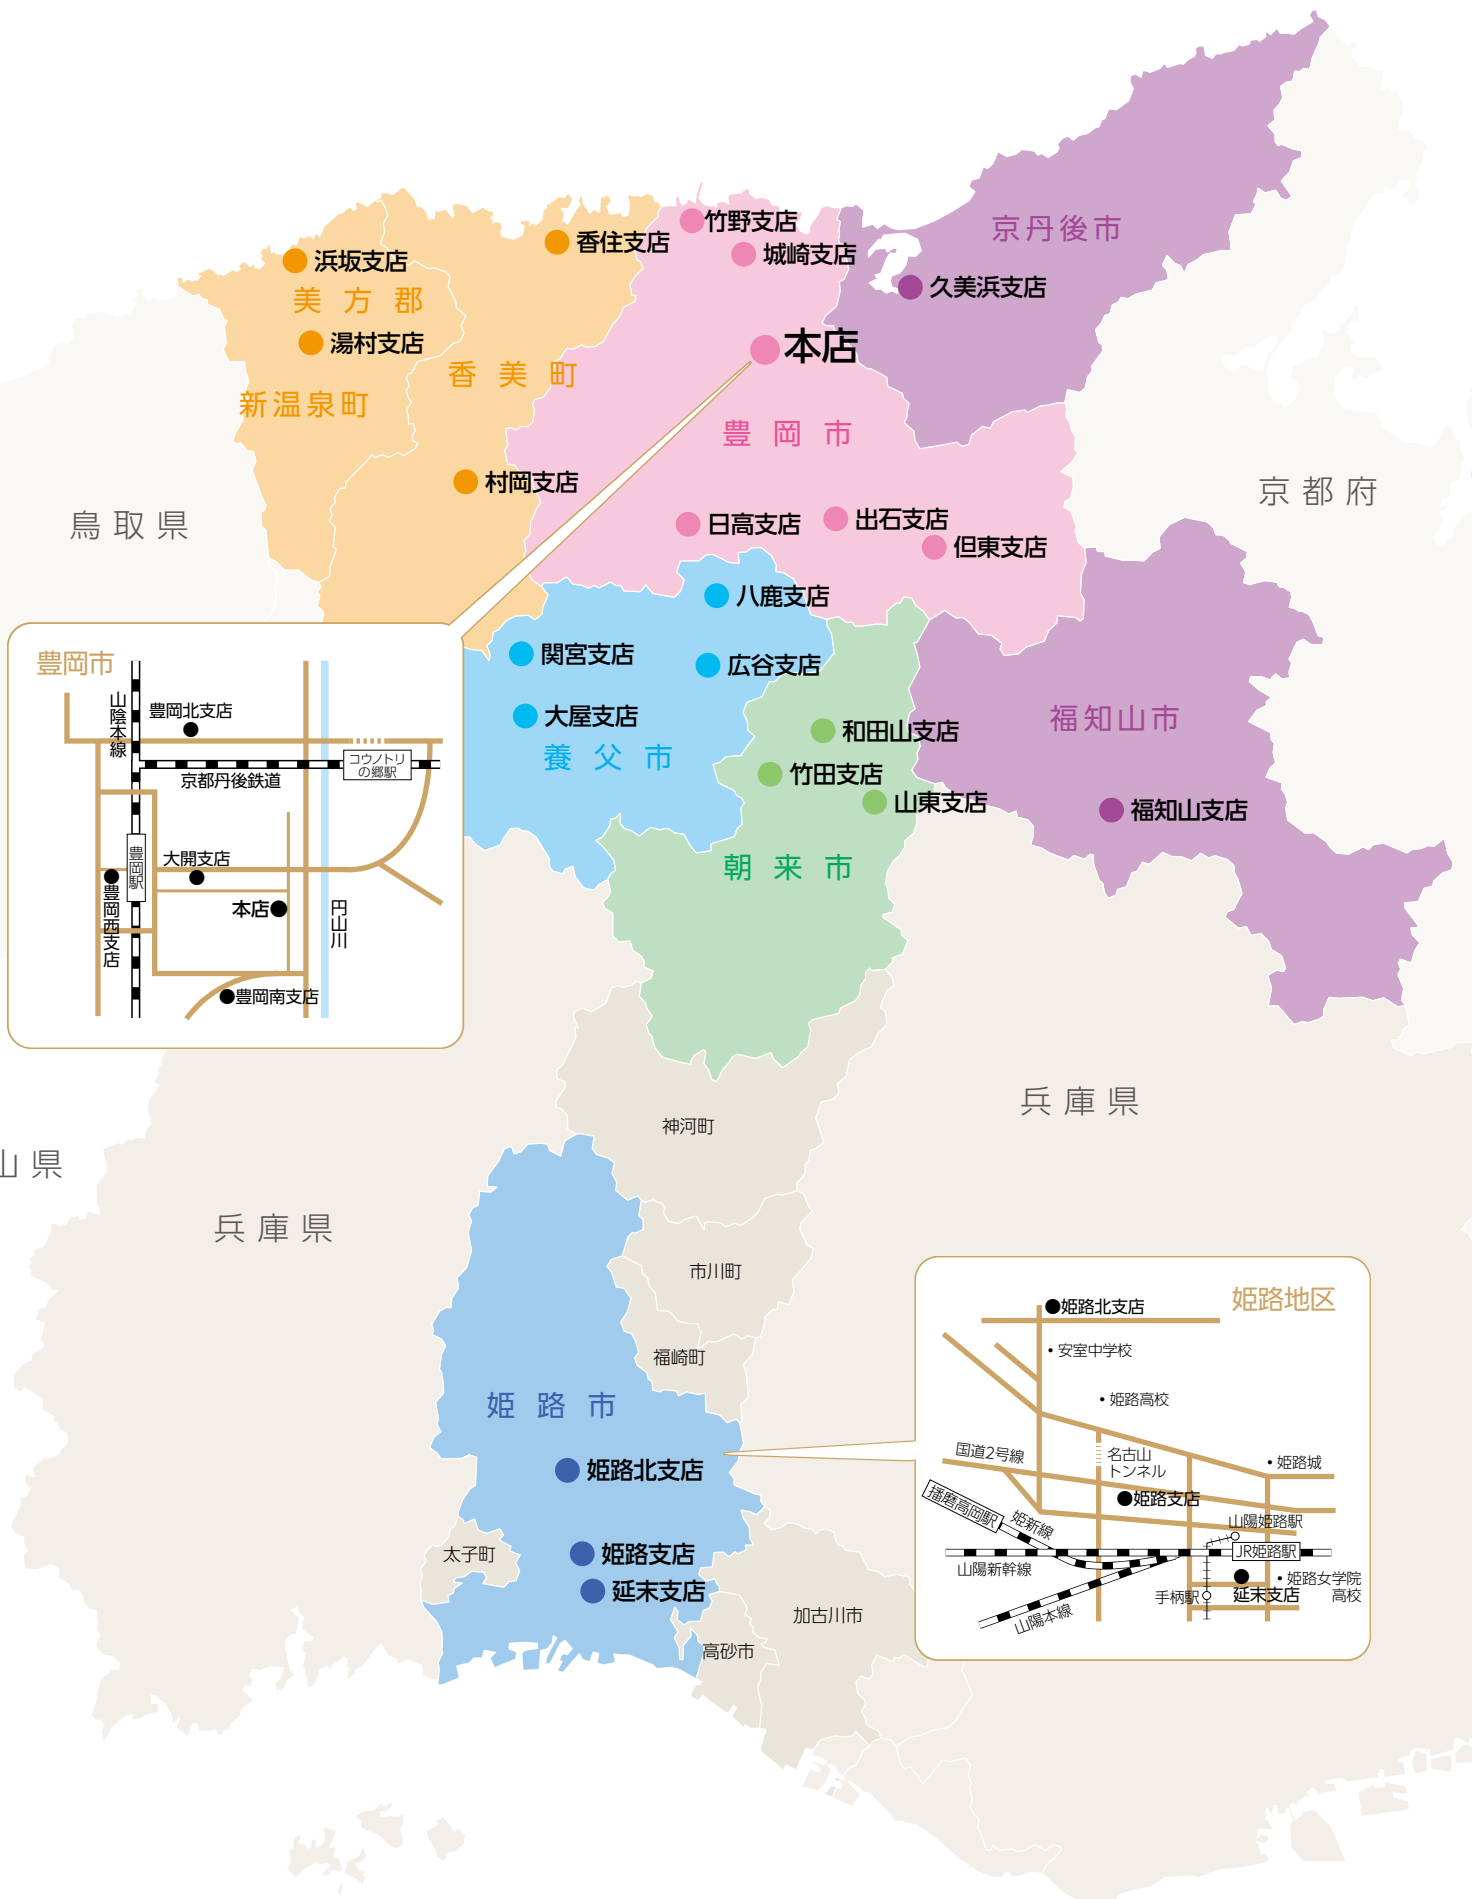 京丹後市
竹野支店
香住支店
城崎支店
浜坂支店
久美浜支店
美方郡
湯村支店
本店
香美町
新温泉町
豊岡市
村岡支店
京都府
鳥取県
日高支店
出石支店
但東支店
八鹿支店
関宮支店
広谷支店
大屋支店
福知山市
和田山支店
養父市
竹田支店
山東支店
福知山支店
朝来市
豊岡市
山陰本線
豊岡北支店
コウノトリ
の郷駅
京都丹後鉄道
豊岡駅
大開支店
豊岡西支店
本店
円山川
豊岡南支店
兵庫県
神河町
山県
兵庫県
市川町
福崎町
姫路市
姫路北支店
太子町
姫路支店
延末支店
加古川市
高砂市
姫路地区
姫路北支店
安室中学校
姫路高校
国道2号線
名古山
トンネル
姫路城
播磨高岡駅
姫路支店
姫新線
山陽姫路駅
JR姫路駅
山陽新幹線
手柄駅
延末支店
姫路女学院
高校
山陽本線